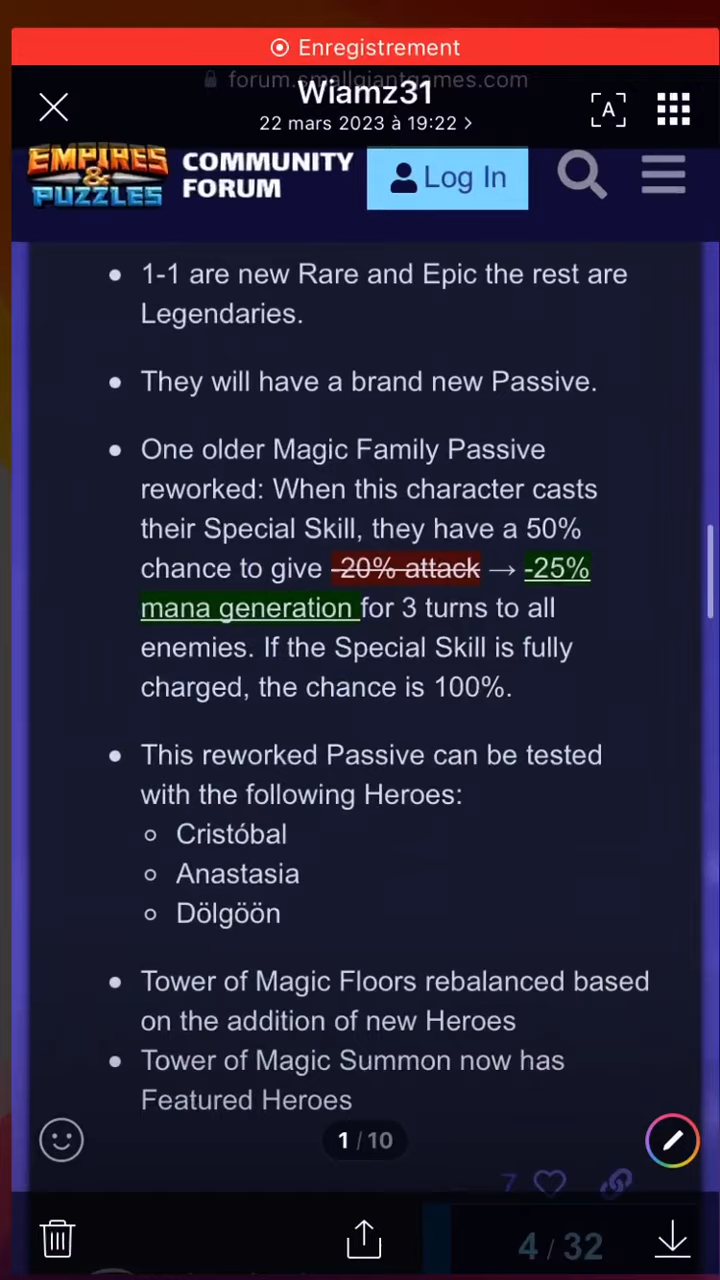 Enregistrement
forum.smallgiantgames.com
Wiamz31
22 mars 2023 à 19:22 >
A
EMPIRES & PUZZLES
COMMUNITY FORUM
Log In
• 1-1 are new Rare and Epic the rest are
Legendaries.
• They will have a brand new Passive.
• One older Magic Family Passive
reworked: When this character casts
their Special Skill, they have a 50%
chance to give -20% attack → -25%
mana generation for 3 turns to all
enemies. If the Special Skill is fully
charged, the chance is 100%.
• This reworked Passive can be tested
with the following Heroes:
○ Cristóbal
○ Anastasia
○ Dölgöön
• Tower of Magic Floors rebalanced based
on the addition of new Heroes
• Tower of Magic Summon now has
Featured Heroes
1/10
7
4 / 32